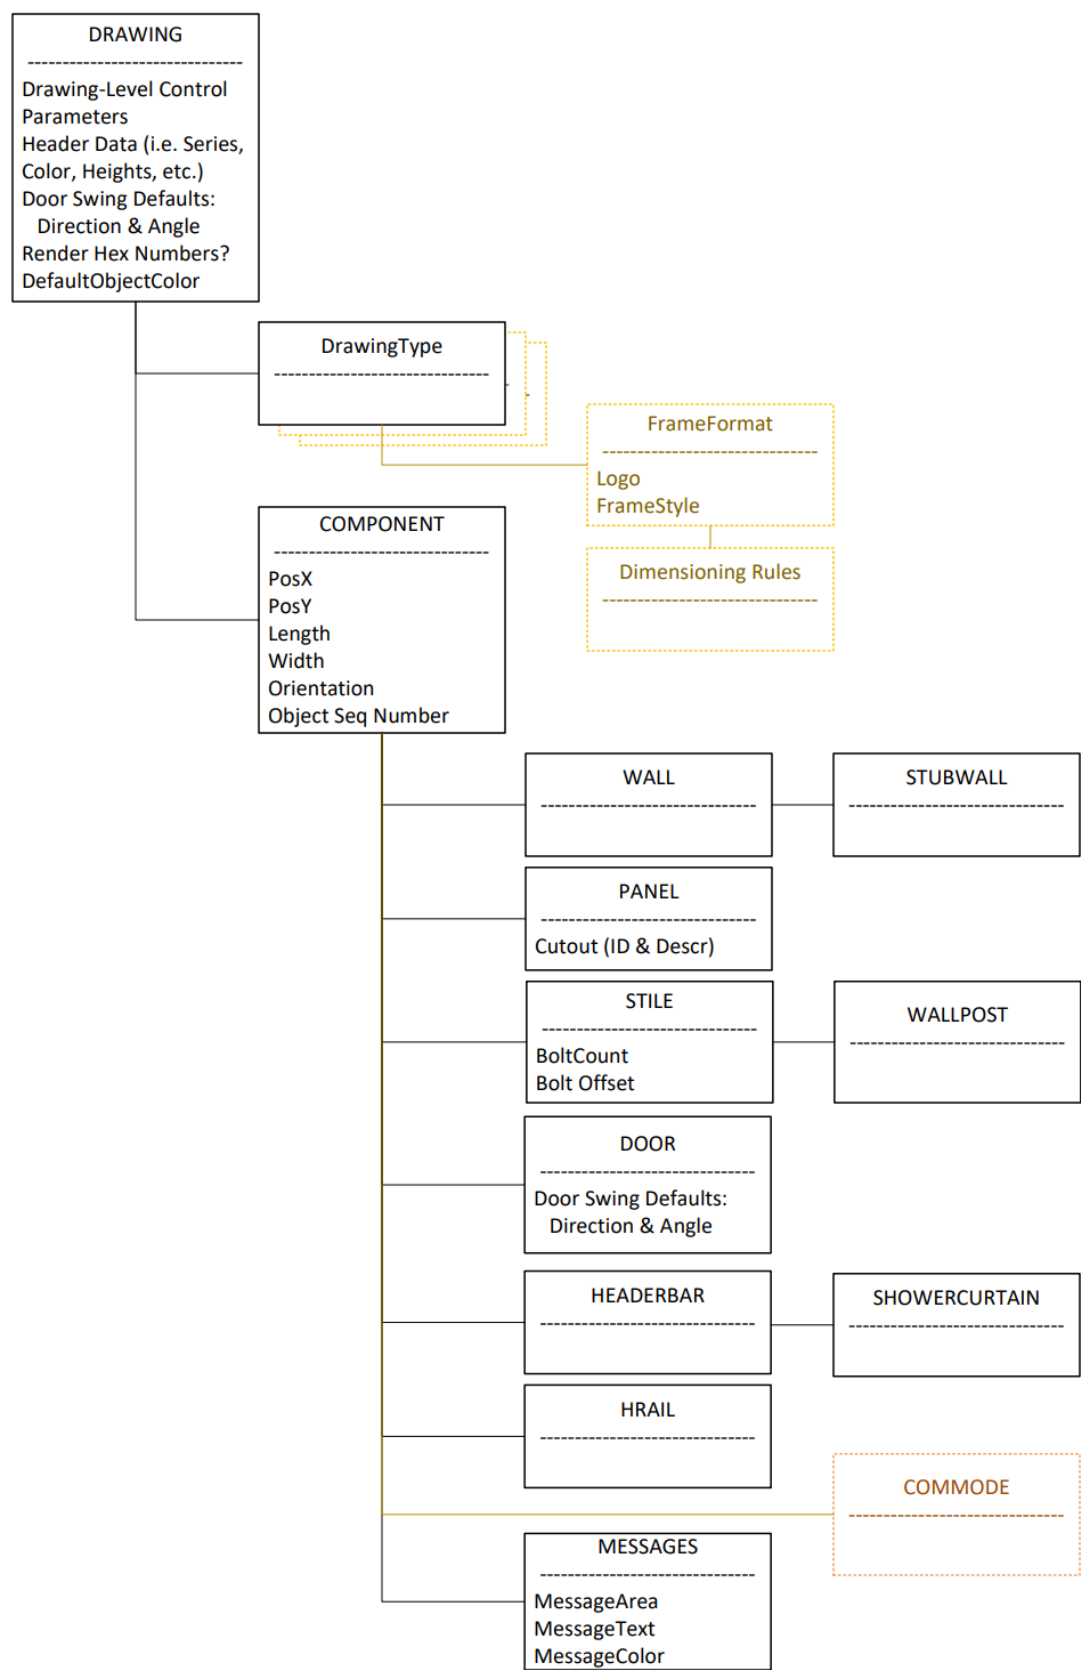 DRAWING
-------------------------------
Drawing-Level Control
Parameters
Header Data (i.e. Series,
Color, Heights, etc.)
Door Swing Defaults:
Direction & Angle
Render Hex Numbers?
DefaultObjectColor
DrawingType
-------------------------------
FrameFormat
-------------------------------
Logo
FrameStyle
Dimensioning Rules
-------------------------------
COMPONENT
-------------------------------
PosX
PosY
Length
Width
Orientation
Object Seq Number
WALL
-------------------------------
STUBWALL
-------------------------------
PANEL
-------------------------------
Cutout (ID & Descr)
STILE
-------------------------------
BoltCount
Bolt Offset
WALLPOST
-------------------------------
DOOR
-------------------------------
Door Swing Defaults:
Direction & Angle
HEADERBAR
-------------------------------
SHOWERCURTAIN
-------------------------------
HRAIL
-------------------------------
COMMODE
-------------------------------
MESSAGES
-------------------------------
MessageArea
MessageText
MessageColor